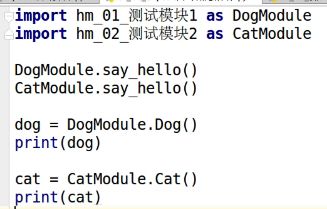 import hm_01_测试模块1 as DogModule
import hm_02_测试模块2 as CatModule
DogModule.say_hello()
CatModule.say_hello()
dog = DogModule.Dog()
print(dog)
cat = CatModule.Cat()
print(cat)